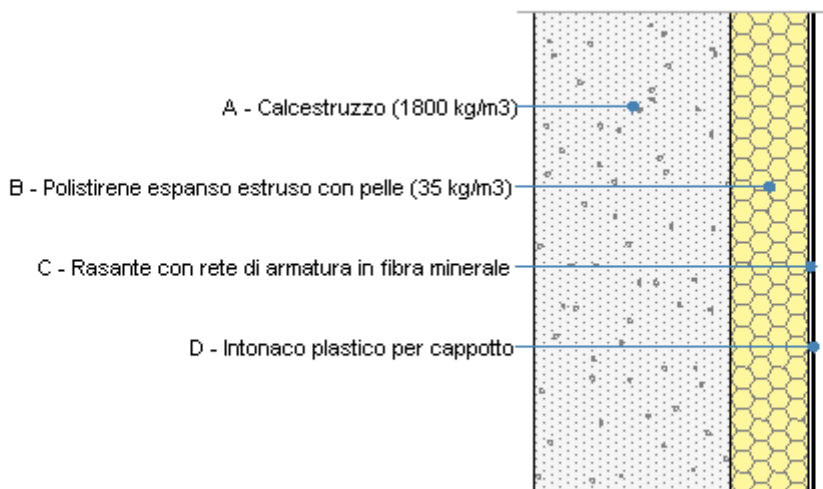 A - Calcestruzzo (1800 kg/m3)
B - Polistirene espanso estruso con pelle (35 kg/m3)
C - Rasante con rete di armatura in fibra minerale
D - Intonaco plastico per cappotto